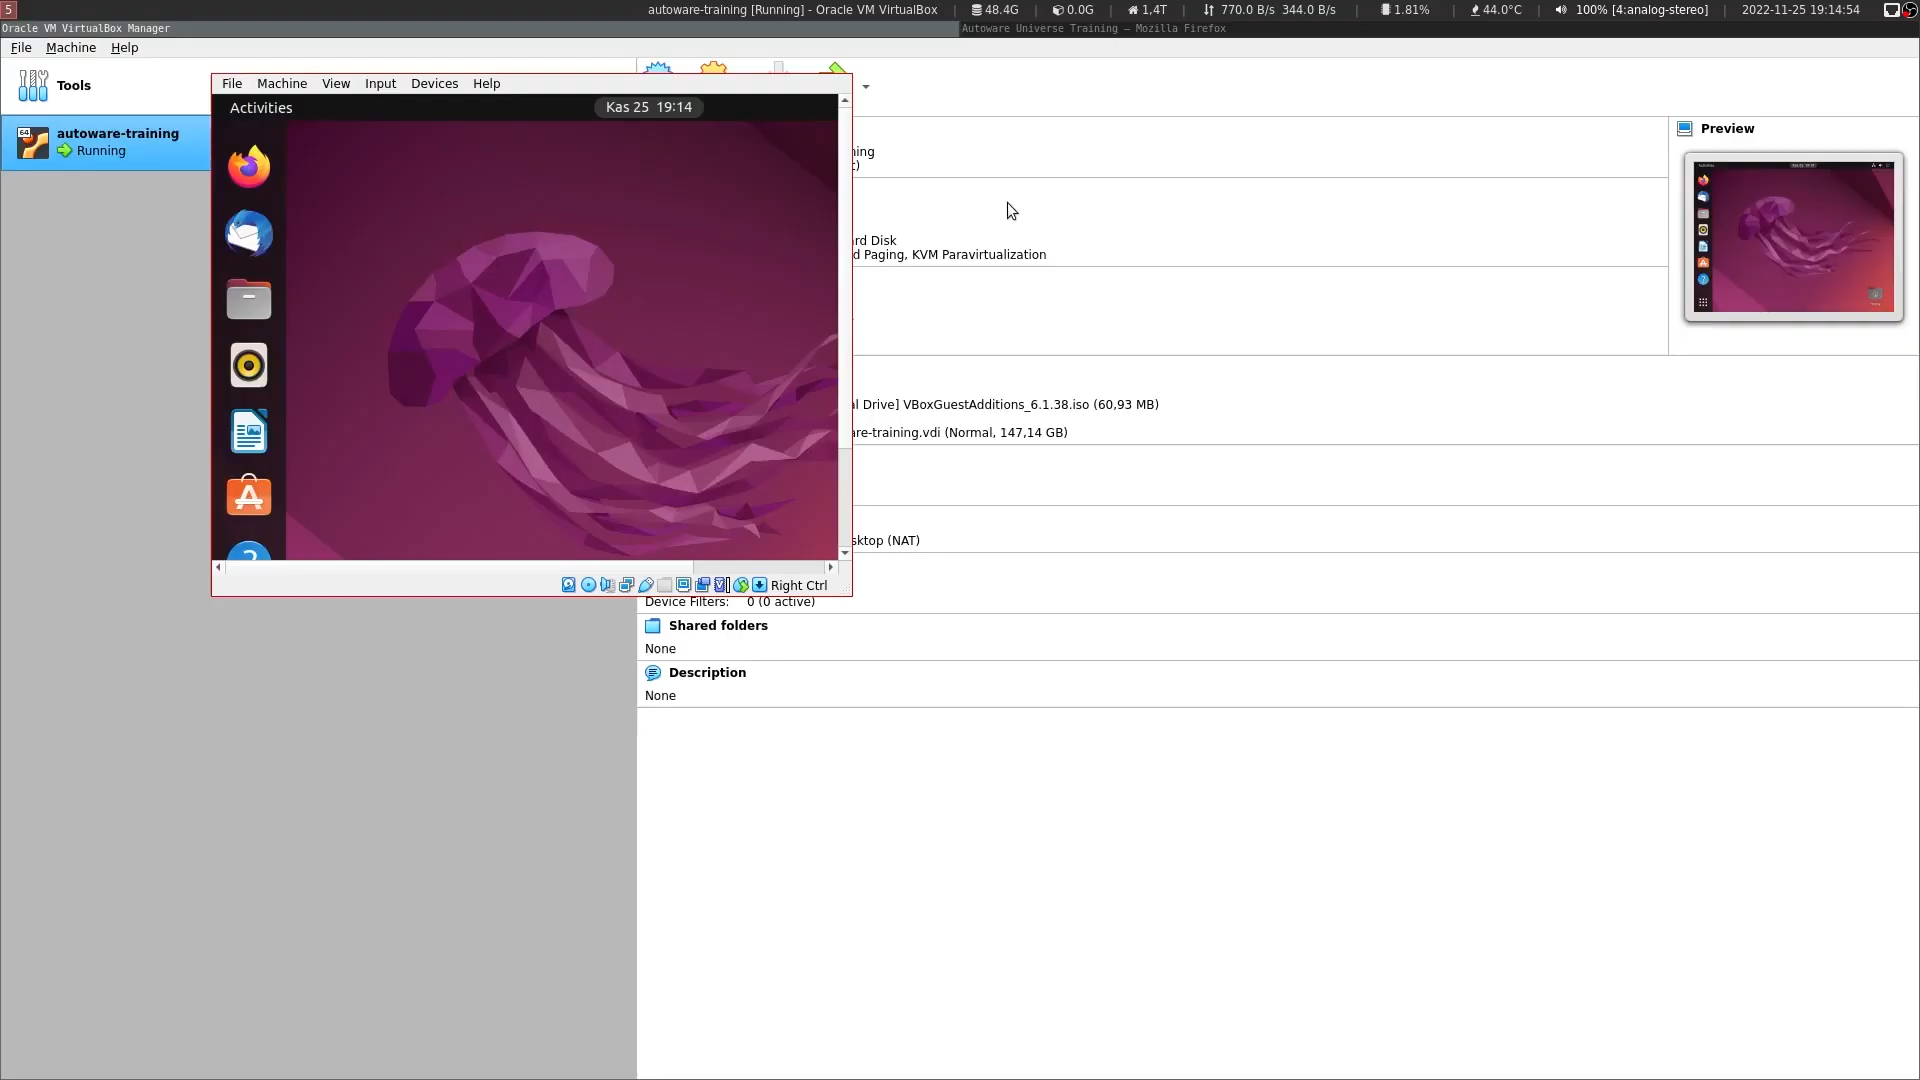 5
autoware-training [Running] - Oracle VM VirtualBox | 48.4G | 0.0G | 1,4T | 770.0 B/s 344.0 B/s | 1.81% | 44.0°C | 100% [4:analog-stereo] | 2022-11-25 19:14:54
Oracle VM VirtualBox Manager
Autoware Universe Training — Mozilla Firefox
File Machine Help
Tools
autoware-training
Running
64
File Machine View Input Devices Help
Activities
Kas 25 19:14
Right Ctrl
Preview
rd Disk
d Paging, KVM Paravirtualization
al Drive] VBoxGuestAdditions_6.1.38.iso (60,93 MB)
are-training.vdi (Normal, 147,14 GB)
sktop (NAT)
Device Filters: 0 (0 active)
Shared folders
None
Description
None